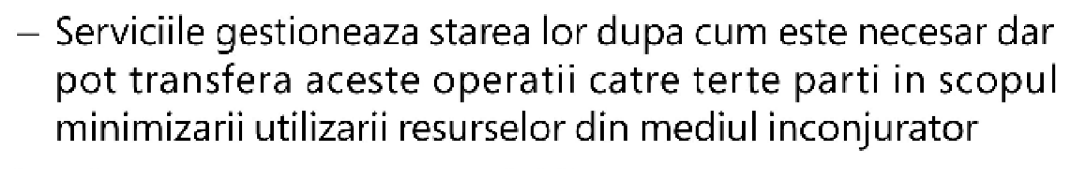 – Serviciile gestioneaza starea lor dupa cum este necesar dar
pot transfera aceste operatii catre terte parti in scopul
minimizarii utilizarii resurselor din mediul inconjurator